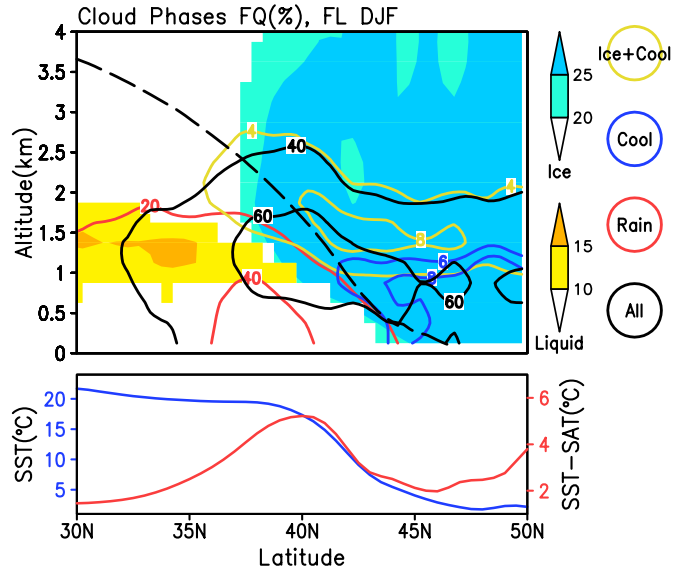 Cloud Phases FQ(%), FL DJF
Altitude(km)
4
3.5
3
2.5
2
1.5
1
0.5
0
4
40
4
20
60
8
6
8
40
60
25
20
Ice
15
10
Liquid
Ice+Cool
Cool
Rain
All
SST(°C)
20
15
10
5
6
4
2
SST−SAT(°C)
30N 35N 40N 45N 50N
Latitude